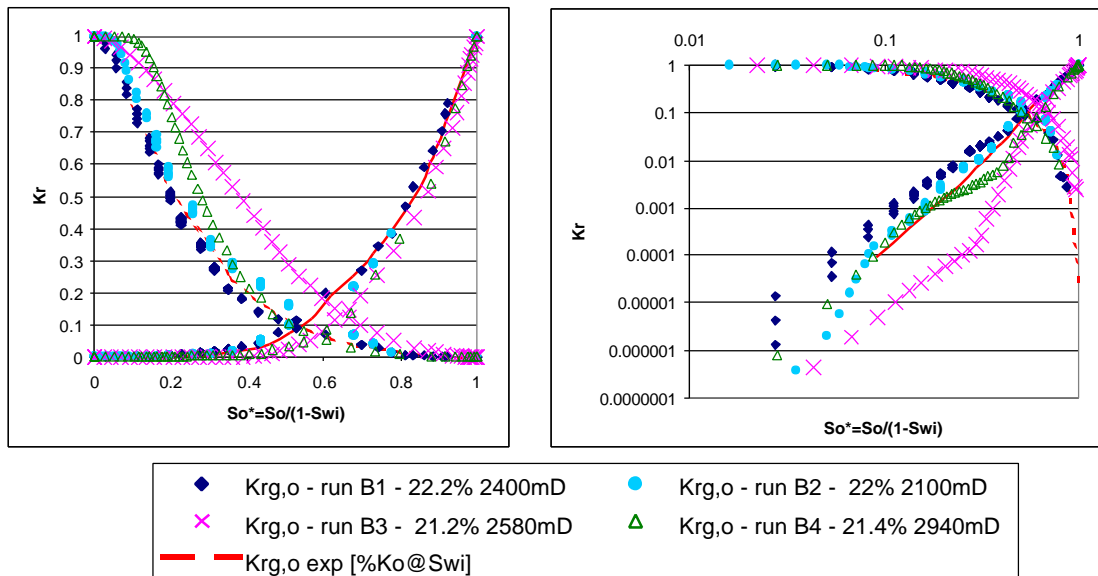 1
0.9
0.8
0.7
0.6
0.5
0.4
0.3
0.2
0.1
0
Kr
0 0.2 0.4 0.6 0.8 1
So*=So/(1-Swi)
0.01 0.1 1
1
0.1
0.01
0.001
0.0001
0.00001
0.000001
0.0000001
Kr
So*=So/(1-Swi)
Krg,o - run B1 - 22.2% 2400mD
Krg,o - run B2 - 22% 2100mD
Krg,o - run B3 - 21.2% 2580mD
Krg,o - run B4 - 21.4% 2940mD
Krg,o exp [%Ko@Swi]